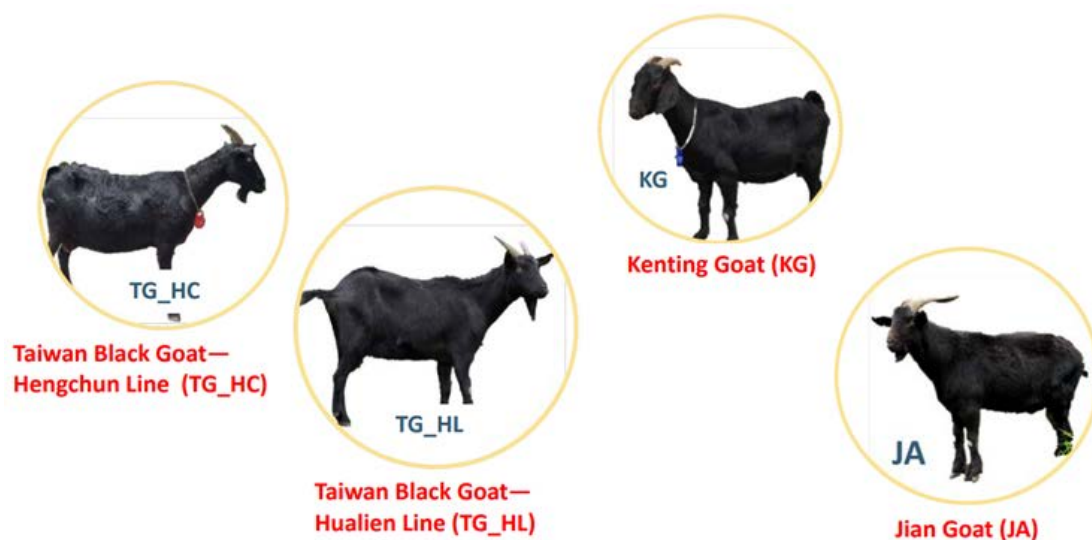 TG_HC
Taiwan Black Goat—
Hengchun Line (TG_HC)
TG_HL
Taiwan Black Goat—
Hualien Line (TG_HL)
KG
Kenting Goat (KG)
JA
Jian Goat (JA)